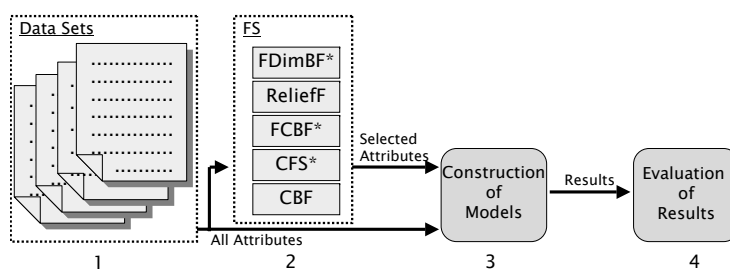 Data Sets
FS
FDimBF*
ReliefF
FCBF*
CFS*
CBF
Selected
Attributes
All Attributes
Construction
of
Models
Results
Evaluation
of
Results
1
2
3
4